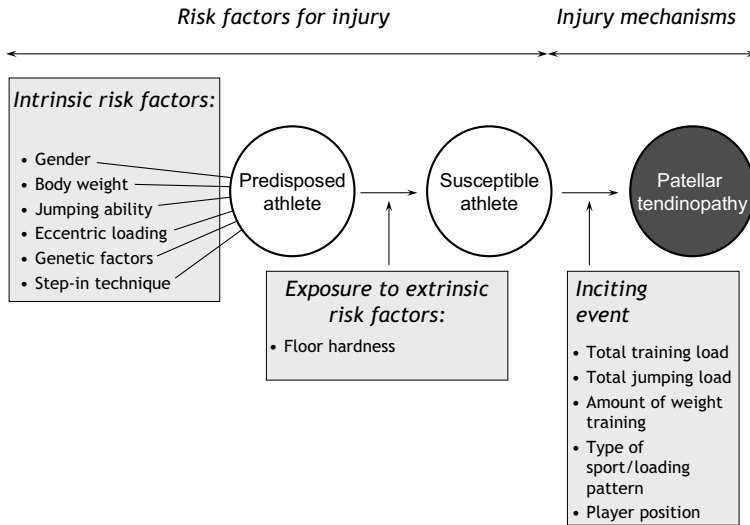 Risk factors for injury
Injury mechanisms
Intrinsic risk factors:
• Gender
• Body weight
• Jumping ability
• Eccentric loading
• Genetic factors
• Step-in technique
Predisposed
athlete
Susceptible
athlete
Patellar
tendinopathy
Exposure to extrinsic
risk factors:
• Floor hardness
Inciting
event
• Total training load
• Total jumping load
• Amount of weight
training
• Type of
sport/loading
pattern
• Player position